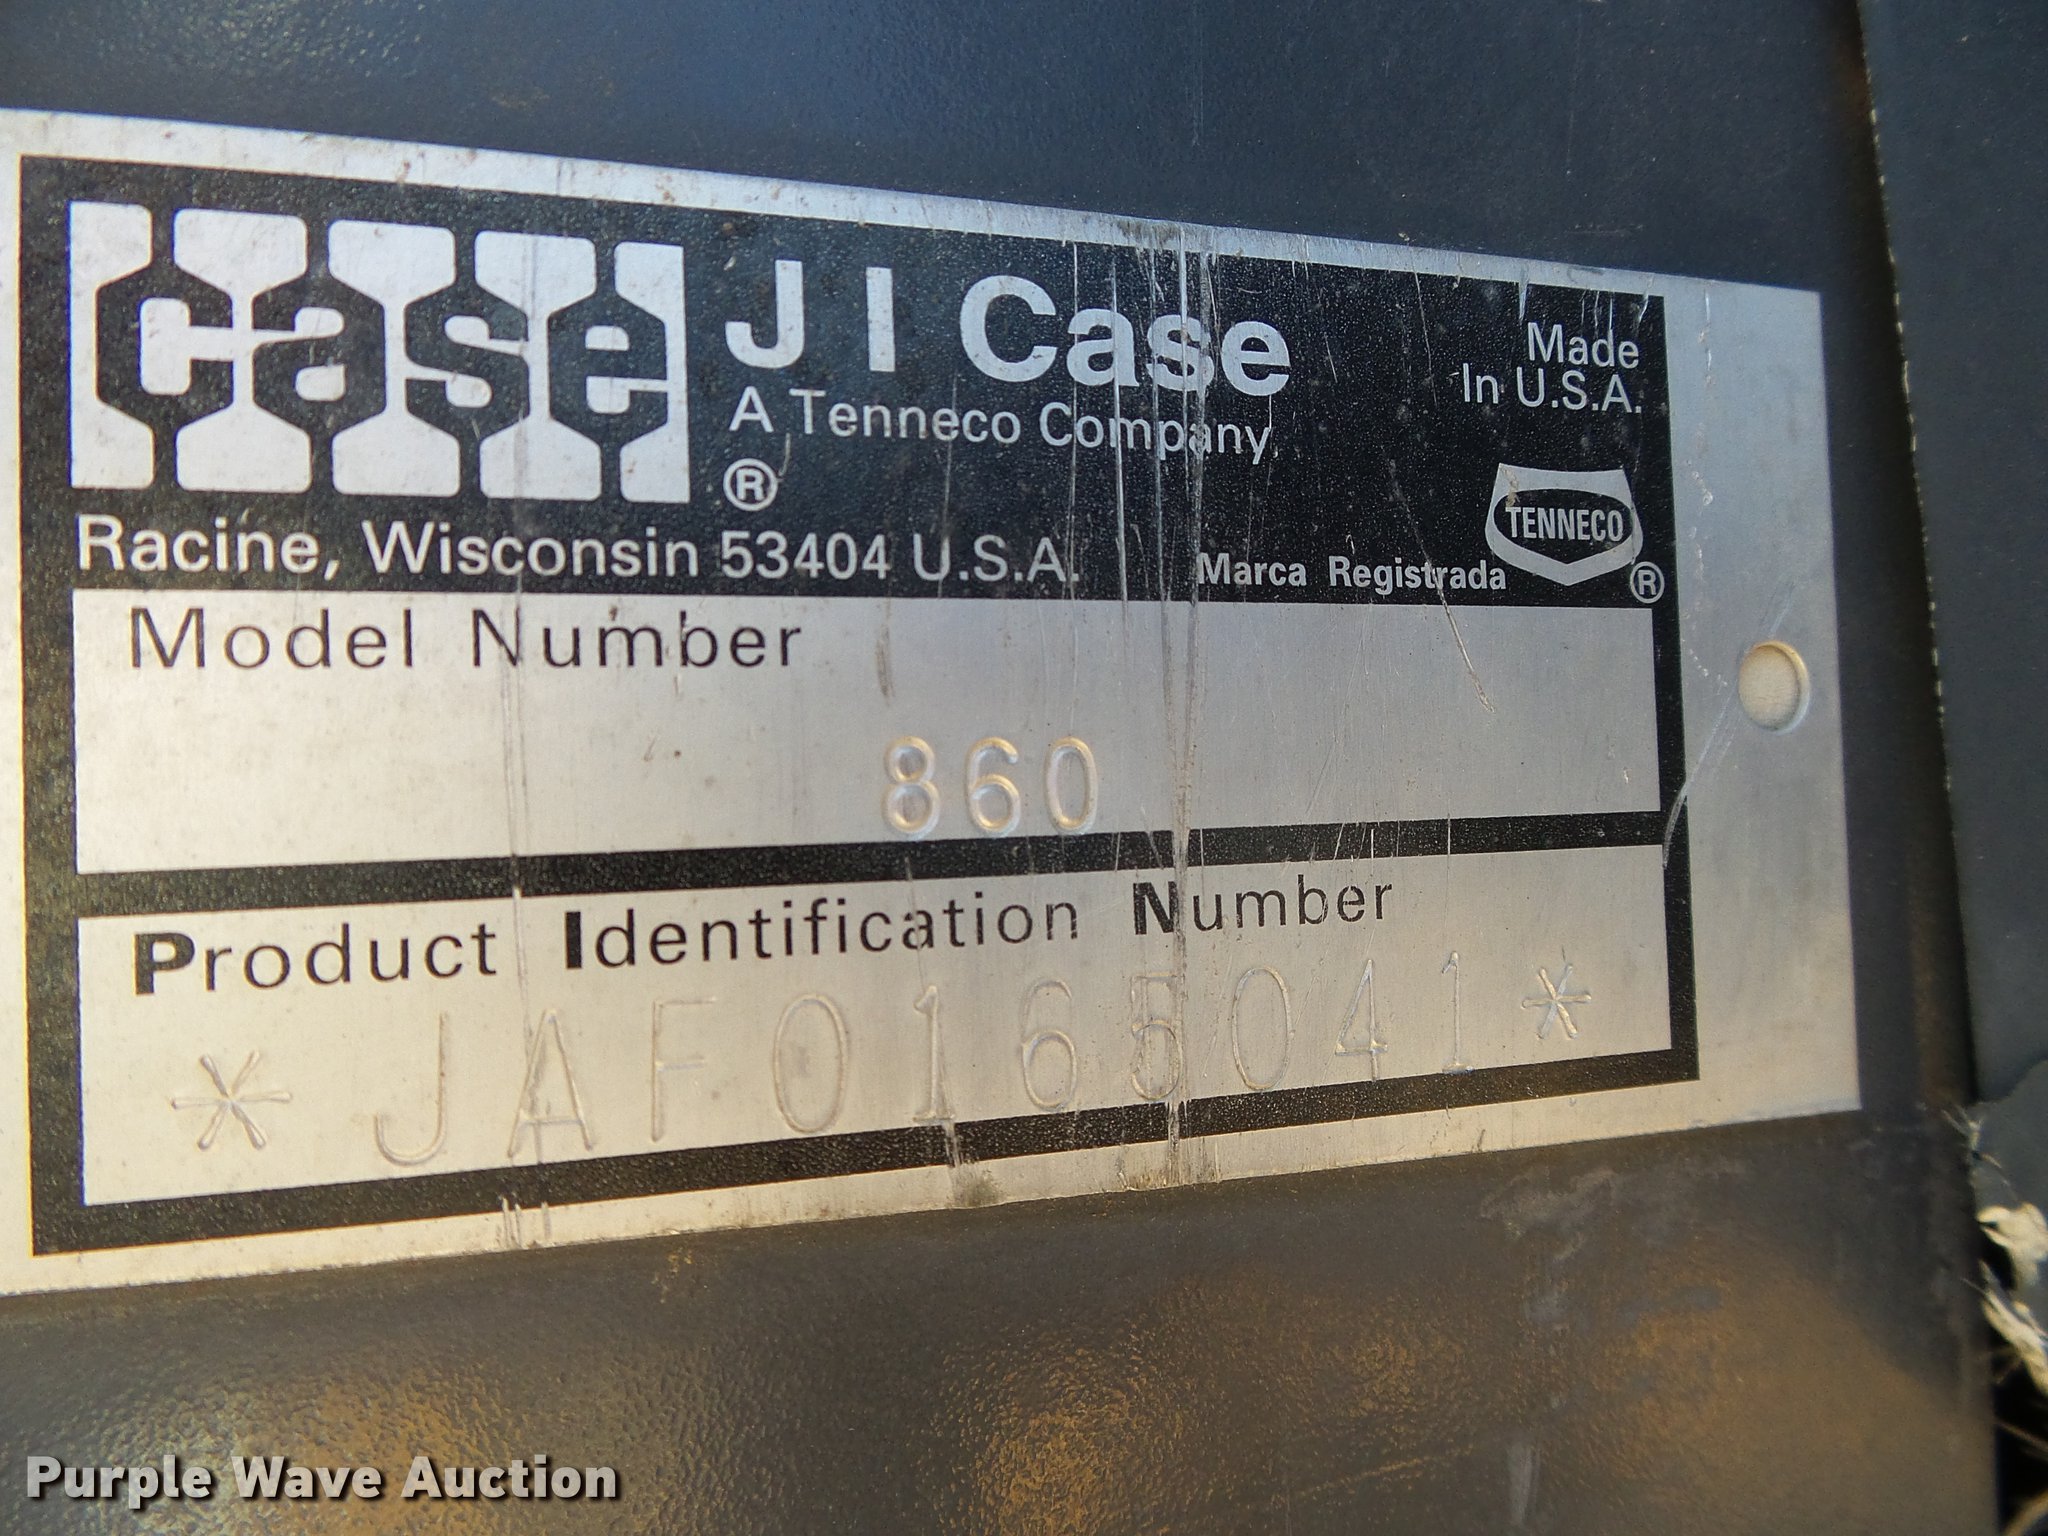 case
J I Case
A Tenneco Company
®
Made
In U.S.A.
TENNECO
Racine, Wisconsin 53404 U.S.A.
Marca Registrada ®
Model Number
860
Product Identification Number
*JAF0165041*
Purple Wave Auction